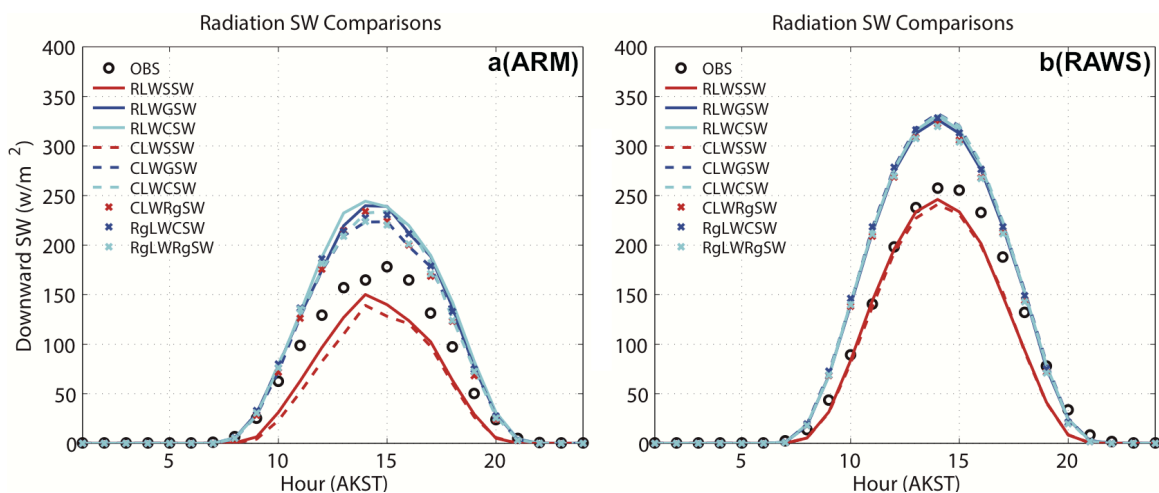 Radiation SW Comparisons
a(ARM)
400
350
300
250
200
150
100
50
0
Downward SW (w/m²)
OBS
RLWSSW
RLWGSW
RLWCSW
CLWSSW
CLWGSW
CLWCSW
CLWRgSW
RgLWCSW
RgLWRgSW
5
10
15
20
Hour (AKST)
Radiation SW Comparisons
b(RAWS)
400
350
300
250
200
150
100
50
0
OBS
RLWSSW
RLWGSW
RLWCSW
CLWSSW
CLWGSW
CLWCSW
CLWRgSW
RgLWCSW
RgLWRgSW
5
10
15
20
Hour (AKST)